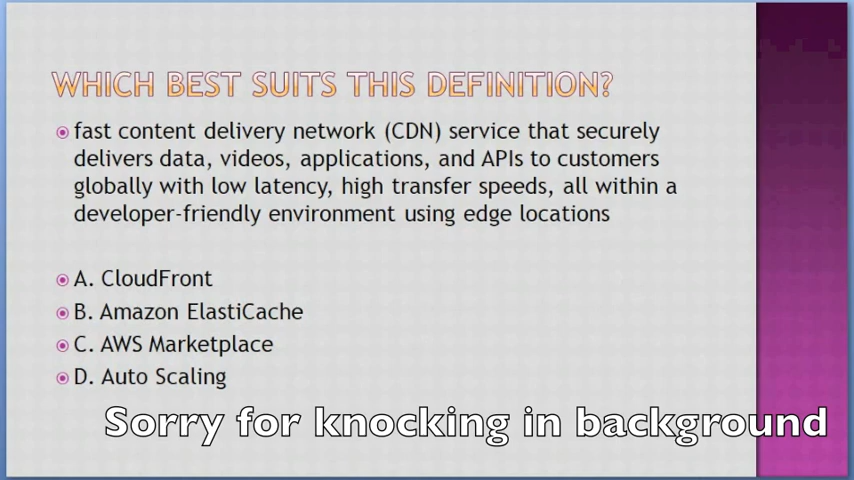 WHICH BEST SUITS THIS DEFINITION?
fast content delivery network (CDN) service that securely
delivers data, videos, applications, and APIs to customers
globally with low latency, high transfer speeds, all within a
developer-friendly environment using edge locations
A. CloudFront
B. Amazon ElastiCache
C. AWS Marketplace
D. Auto Scaling
Sorry for knocking in background